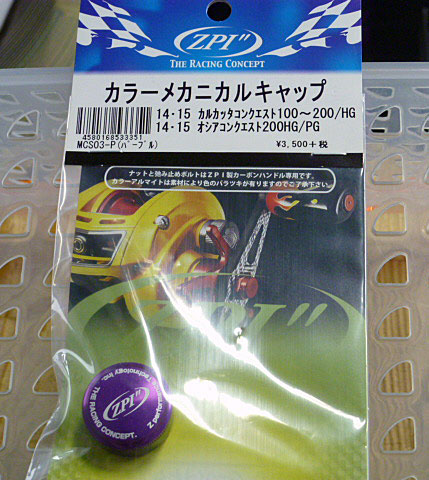 ZPI"
THE RACING CONCEPT
カラーメカニカルキャップ
14・15 カルカッタコンクエスト100〜200/HG
14・15 オシアコンクエスト200HG/PG
4580168533351
MCS03-P(パープル)
¥3,500+税
ナットと弛み止めボルトはZPI製カーボンハンドル専用です。
カラーアルマイトは素材により色のバラツキが有りますのでご了承下さい。
ZPI"
ZPI"
THE RACING CONCEPT.
Z performance Technology Inc.